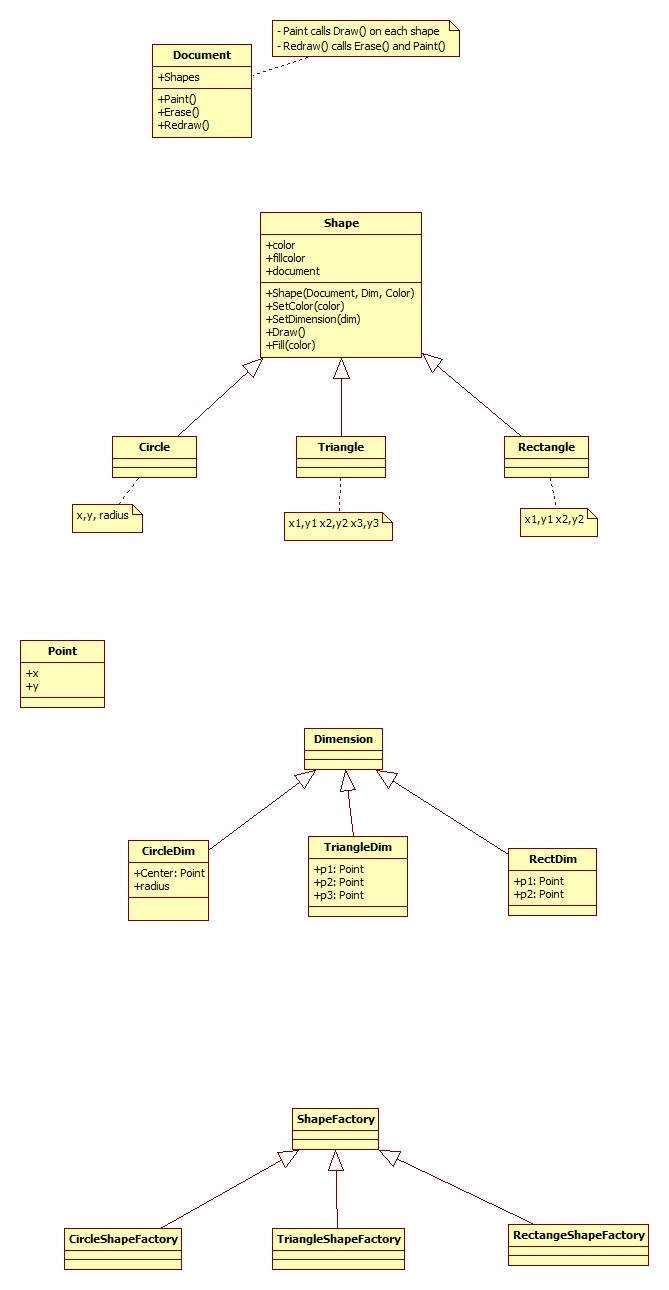 - Paint calls Draw() on each shape
- Redraw() calls Erase() and Paint()
Document
+Shapes
+Paint()
+Erase()
+Redraw()
Shape
+color
+fillcolor
+document
+Shape(Document, Dim, Color)
+SetColor(color)
+SetDimension(dim)
+Draw()
+Fill(color)
Circle
Triangle
Rectangle
x,y, radius
x1,y1 x2,y2 x3,y3
x1,y1 x2,y2
Point
+x
+y
Dimension
CircleDim
+Center: Point
+radius
TriangleDim
+p1: Point
+p2: Point
+p3: Point
RectDim
+p1: Point
+p2: Point
ShapeFactory
CircleShapeFactory
TriangleShapeFactory
RectangeShapeFactory